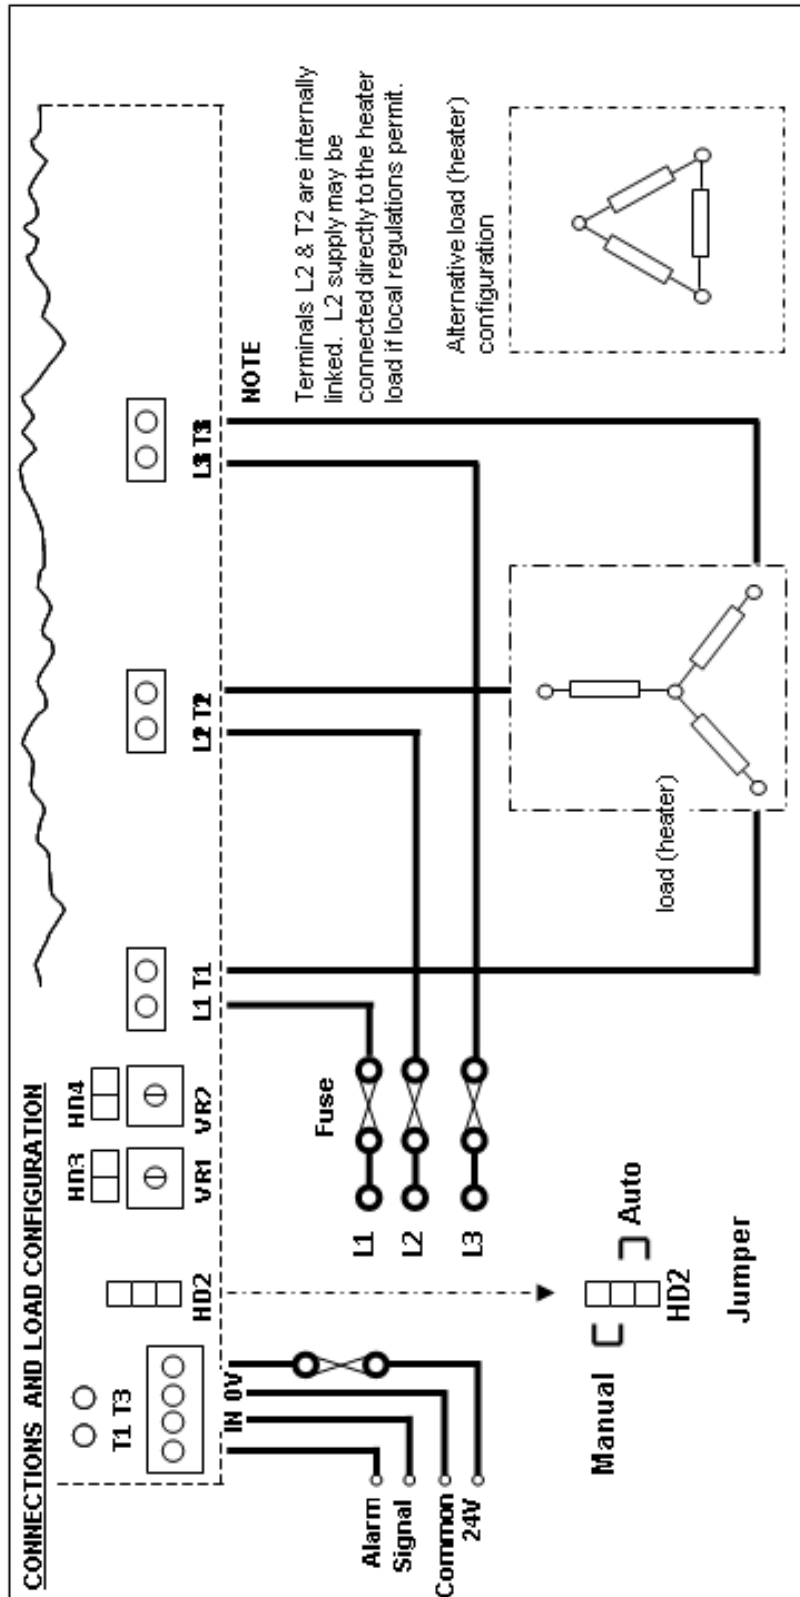 CONNECTIONS AND LOAD CONFIGURATION
T1 T3
HD3
HD4
IN 0V
HD2
VR1
VR2
L1 T1
L2 T2
L3 T3
NOTE
Terminals L2 & T2 are internally
linked. L2 supply may be
connected directly to the heater
load if local regulations permit.
Alarm
Signal
Common
24V
Fuse
L1
L2
L3
Manual
Auto
HD2
Jumper
load (heater)
Alternative load (heater)
configuration